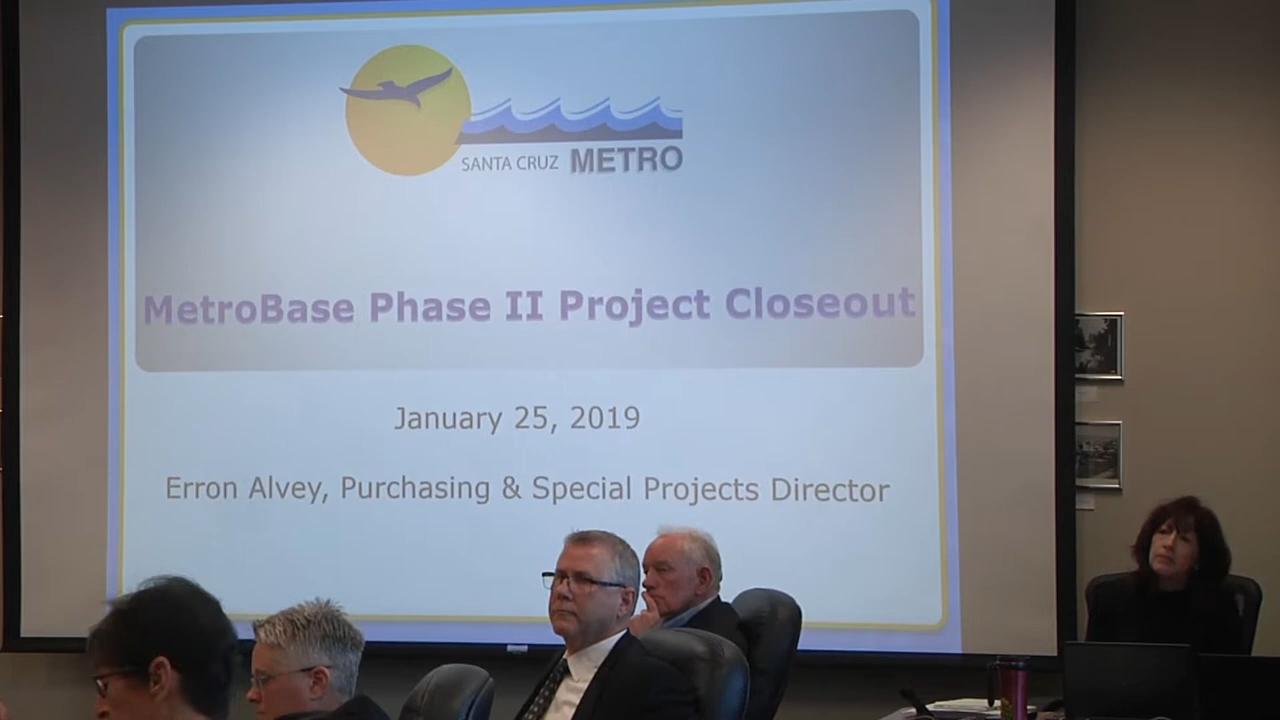 SANTA CRUZ METRO
MetroBase Phase II Project Closeout
January 25, 2019
Erron Alvey, Purchasing & Special Projects Director